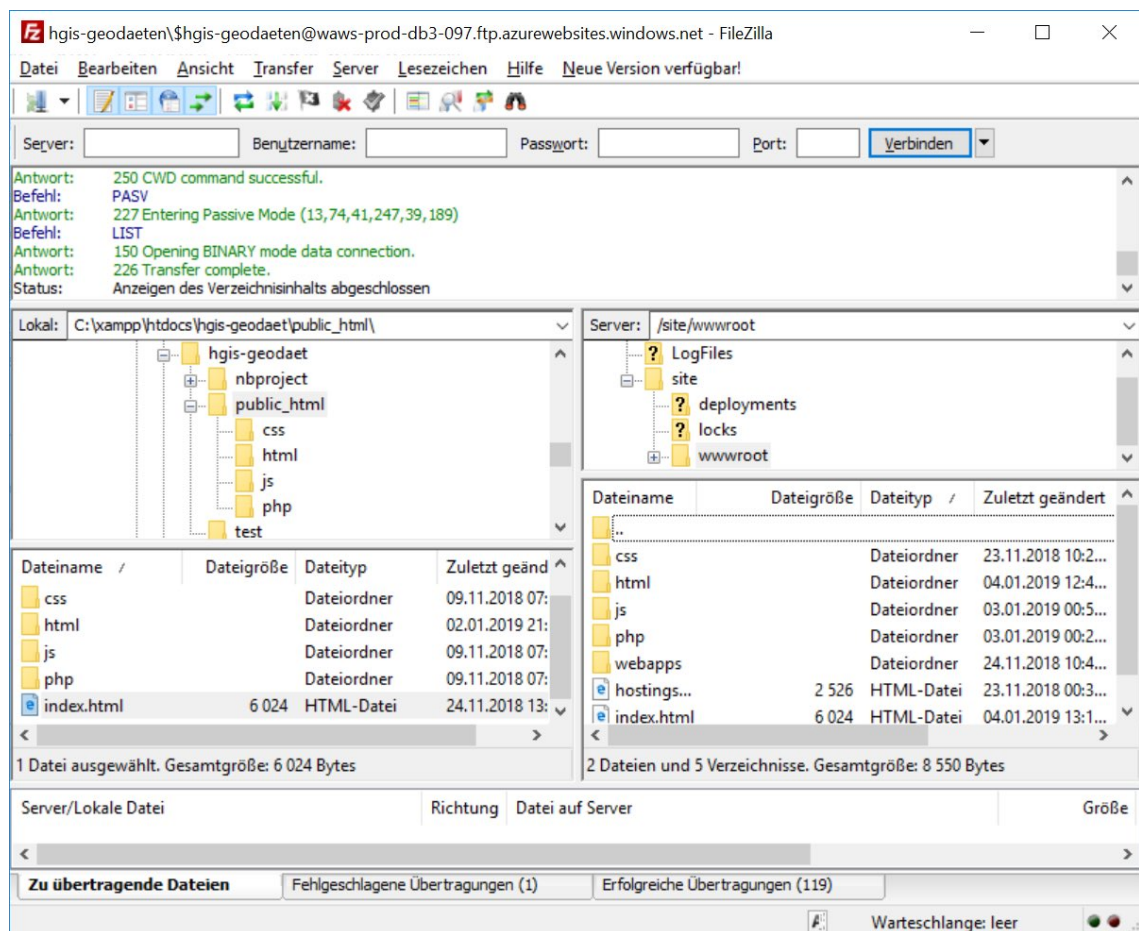 hgis-geodaeten\$hgis-geodaeten@waws-prod-db3-097.ftp.azurewebsites.windows.net - FileZilla
Datei Bearbeiten Ansicht Transfer Server Lesezeichen Hilfe Neue Version verfügbar!
Server: Benutzername: Passwort: Port: Verbinden
Antwort: 250 CWD command successful.
Befehl: PASV
Antwort: 227 Entering Passive Mode (13,74,41,247,39,189)
Befehl: LIST
Antwort: 150 Opening BINARY mode data connection.
Antwort: 226 Transfer complete.
Status: Anzeigen des Verzeichnisinhalts abgeschlossen
Lokal: C:\xampp\htdocs\hgis-geodaet\public_html\
hgis-geodaet
nbproject
public_html
css
html
js
php
test
Dateiname Dateigröße Dateityp Zuletzt geänd
css Dateiordner 09.11.2018 07:
html Dateiordner 02.01.2019 21:
js Dateiordner 09.11.2018 07:
php Dateiordner 09.11.2018 07:
index.html 6 024 HTML-Datei 24.11.2018 13:
1 Datei ausgewählt. Gesamtgröße: 6 024 Bytes
Server: /site/wwwroot
? LogFiles
site
? deployments
? locks
wwwroot
Dateiname Dateigröße Dateityp Zuletzt geändert
..
css Dateiordner 23.11.2018 10:2...
html Dateiordner 04.01.2019 12:4...
js Dateiordner 03.01.2019 00:5...
php Dateiordner 03.01.2019 00:2...
webapps Dateiordner 24.11.2018 10:4...
hostings... 2 526 HTML-Datei 23.11.2018 00:3...
index.html 6 024 HTML-Datei 04.01.2019 13:1...
2 Dateien und 5 Verzeichnisse. Gesamtgröße: 8 550 Bytes
Server/Lokale Datei Richtung Datei auf Server Größe
Zu übertragende Dateien Fehlgeschlagene Übertragungen (1) Erfolgreiche Übertragungen (119)
Warteschlange: leer